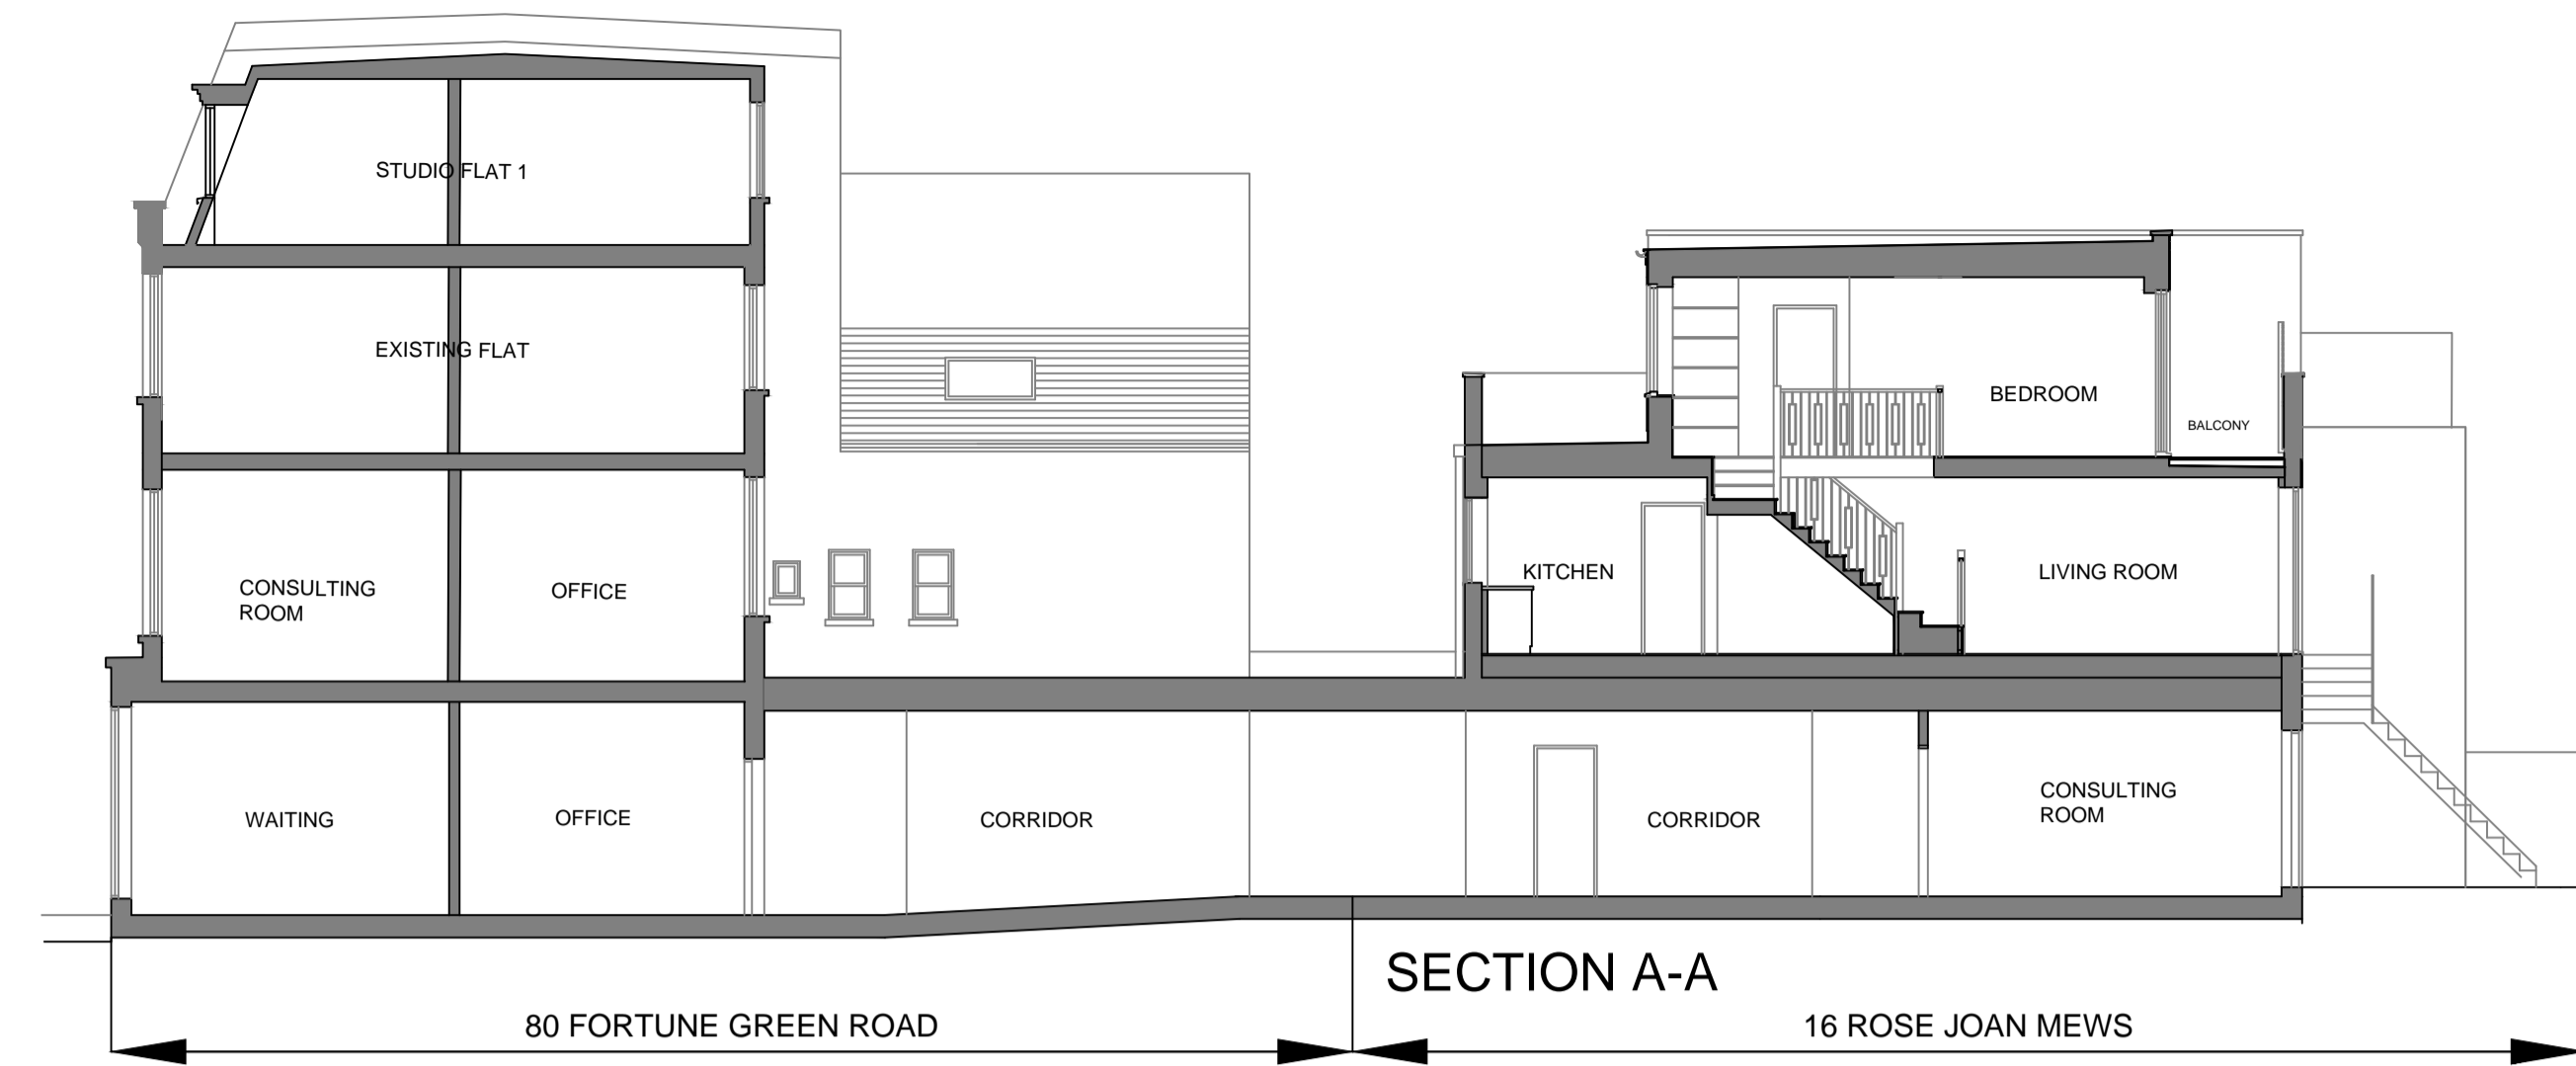 STUDIO FLAT 1
EXISTING FLAT
BEDROOM
BALCONY
CONSULTING
ROOM
OFFICE
KITCHEN
LIVING ROOM
WAITING
OFFICE
CORRIDOR
CORRIDOR
CONSULTING
ROOM
SECTION A-A
80 FORTUNE GREEN ROAD
16 ROSE JOAN MEWS